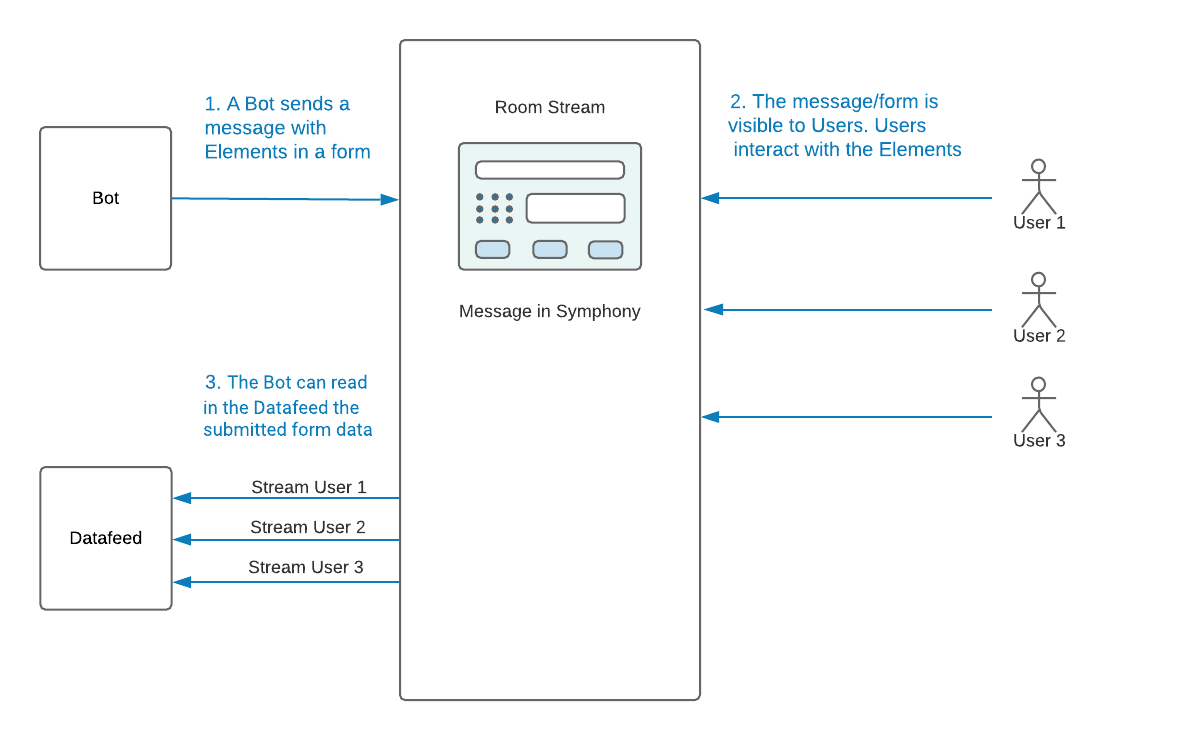 1. A Bot sends a
message with
Elements in a form
Room Stream
2. The message/form is
visible to Users. Users
interact with the Elements
Bot
User 1
Message in Symphony
User 2
3. The Bot can read
in the Datafeed the
submitted form data
User 3
Stream User 1
Stream User 2
Datafeed
Stream User 3